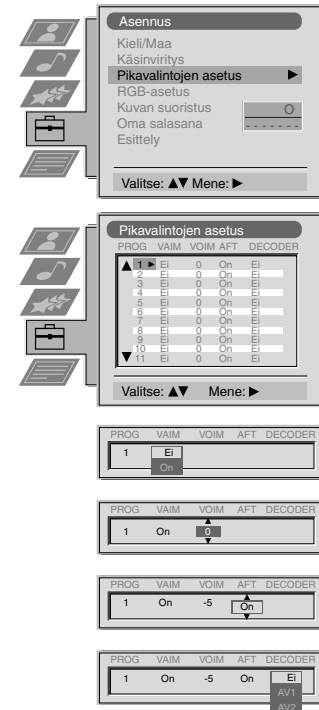 Asennus
Kieli/Maa
Käsinviritys
Pikavalintojen asetus ▶
RGB-asetus
Kuvan suoristus O
Oma salasana - - - - - - -
Esittely
Valitse: ▲▼ Mene: ▶
Pikavalintojen asetus
PROG VAIM VOIM AFT DECODER
▲ 1 ▶ Ei 0 On Ei
2 Ei 0 On Ei
3 Ei 0 On Ei
4 Ei 0 On Ei
5 Ei 0 On Ei
6 Ei 0 On Ei
7 Ei 0 On Ei
8 Ei 0 On Ei
9 Ei 0 On Ei
10 Ei 0 On Ei
▼ 11 Ei 0 On Ei
Valitse: ▲▼ Mene: ▶
PROG VAIM VOIM AFT DECODER
1 Ei
On
PROG VAIM VOIM AFT DECODER
1 On 0
PROG VAIM VOIM AFT DECODER
1 On -5 On
PROG VAIM VOIM AFT DECODER
1 On -5 On Ei
AV1
AV2